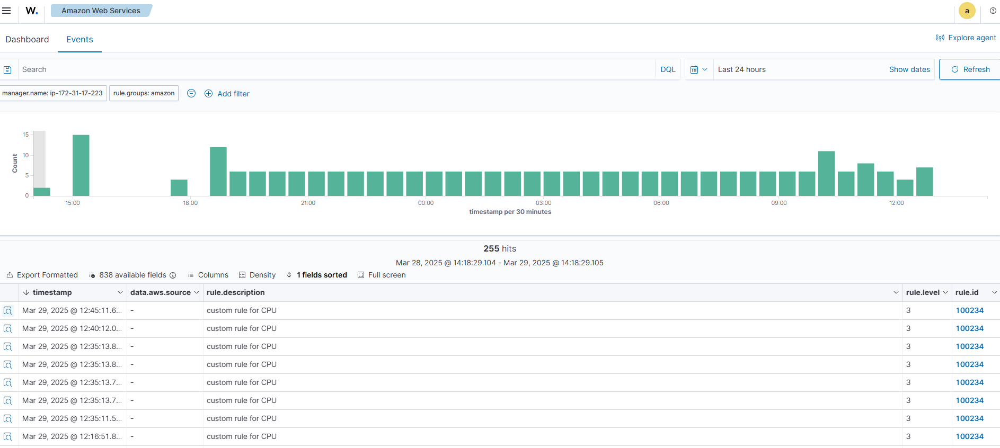 W. Amazon Web Services a
Dashboard Events Explore agent
Search DQL Last 24 hours Show dates Refresh
manager.name: ip-172-31-17-223 rule.groups: amazon Add filter
15
10
5
0
Count
15:00 18:00 21:00 00:00 03:00 06:00 09:00 12:00
timestamp per 30 minutes
255 hits
Mar 28, 2025 @ 14:18:29.104 - Mar 29, 2025 @ 14:18:29.105
Export Formatted 838 available fields Columns Density 1 fields sorted Full screen
timestamp data.aws.source rule.description rule.level rule.id
Mar 29, 2025 @ 12:45:11.6... - custom rule for CPU 3 100234
Mar 29, 2025 @ 12:40:12.0... - custom rule for CPU 3 100234
Mar 29, 2025 @ 12:35:13.8... - custom rule for CPU 3 100234
Mar 29, 2025 @ 12:35:13.8... - custom rule for CPU 3 100234
Mar 29, 2025 @ 12:35:13.7... - custom rule for CPU 3 100234
Mar 29, 2025 @ 12:35:13.7... - custom rule for CPU 3 100234
Mar 29, 2025 @ 12:35:11.5... - custom rule for CPU 3 100234
Mar 29, 2025 @ 12:16:51.8... - custom rule for CPU 3 100234